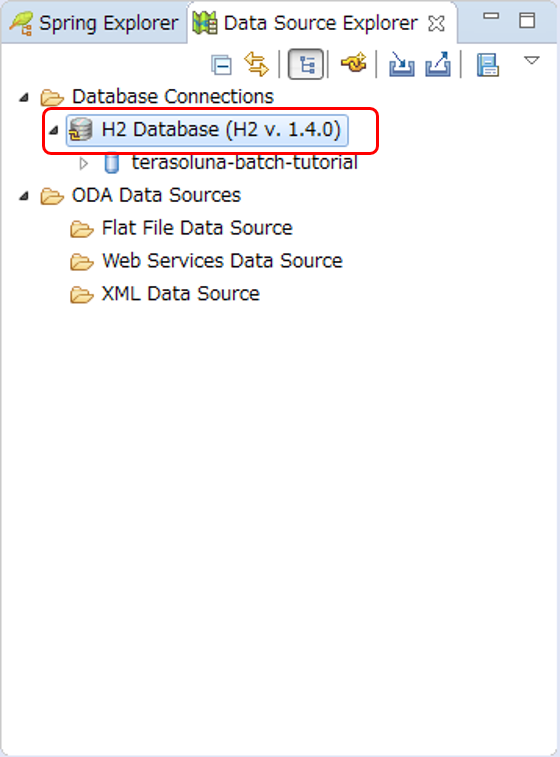 Spring Explorer
Data Source Explorer
Database Connections
H2 Database (H2 v. 1.4.0)
terasoluna-batch-tutorial
ODA Data Sources
Flat File Data Source
Web Services Data Source
XML Data Source